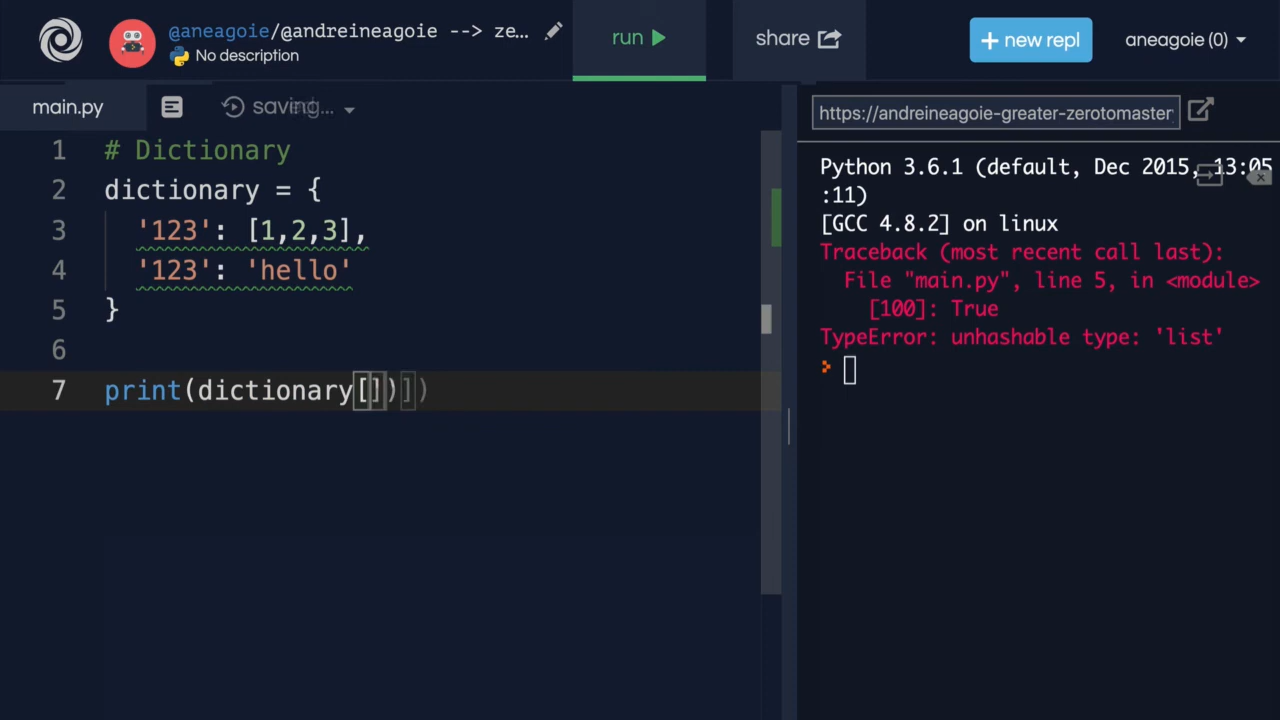 @aneagoie/@andreineagoie --> ze...
No description
run
share
+ new repl
aneagoie (0)
main.py
saving...
https://andreineagoie-greater-zerotomaster
1 # Dictionary
2 dictionary = {
3 '123': [1,2,3],
4 '123': 'hello'
5 }
6
7 print(dictionary[])])
Python 3.6.1 (default, Dec 2015, 13:05
:11)
[GCC 4.8.2] on linux
Traceback (most recent call last):
File "main.py", line 5, in <module>
[100]: True
TypeError: unhashable type: 'list'